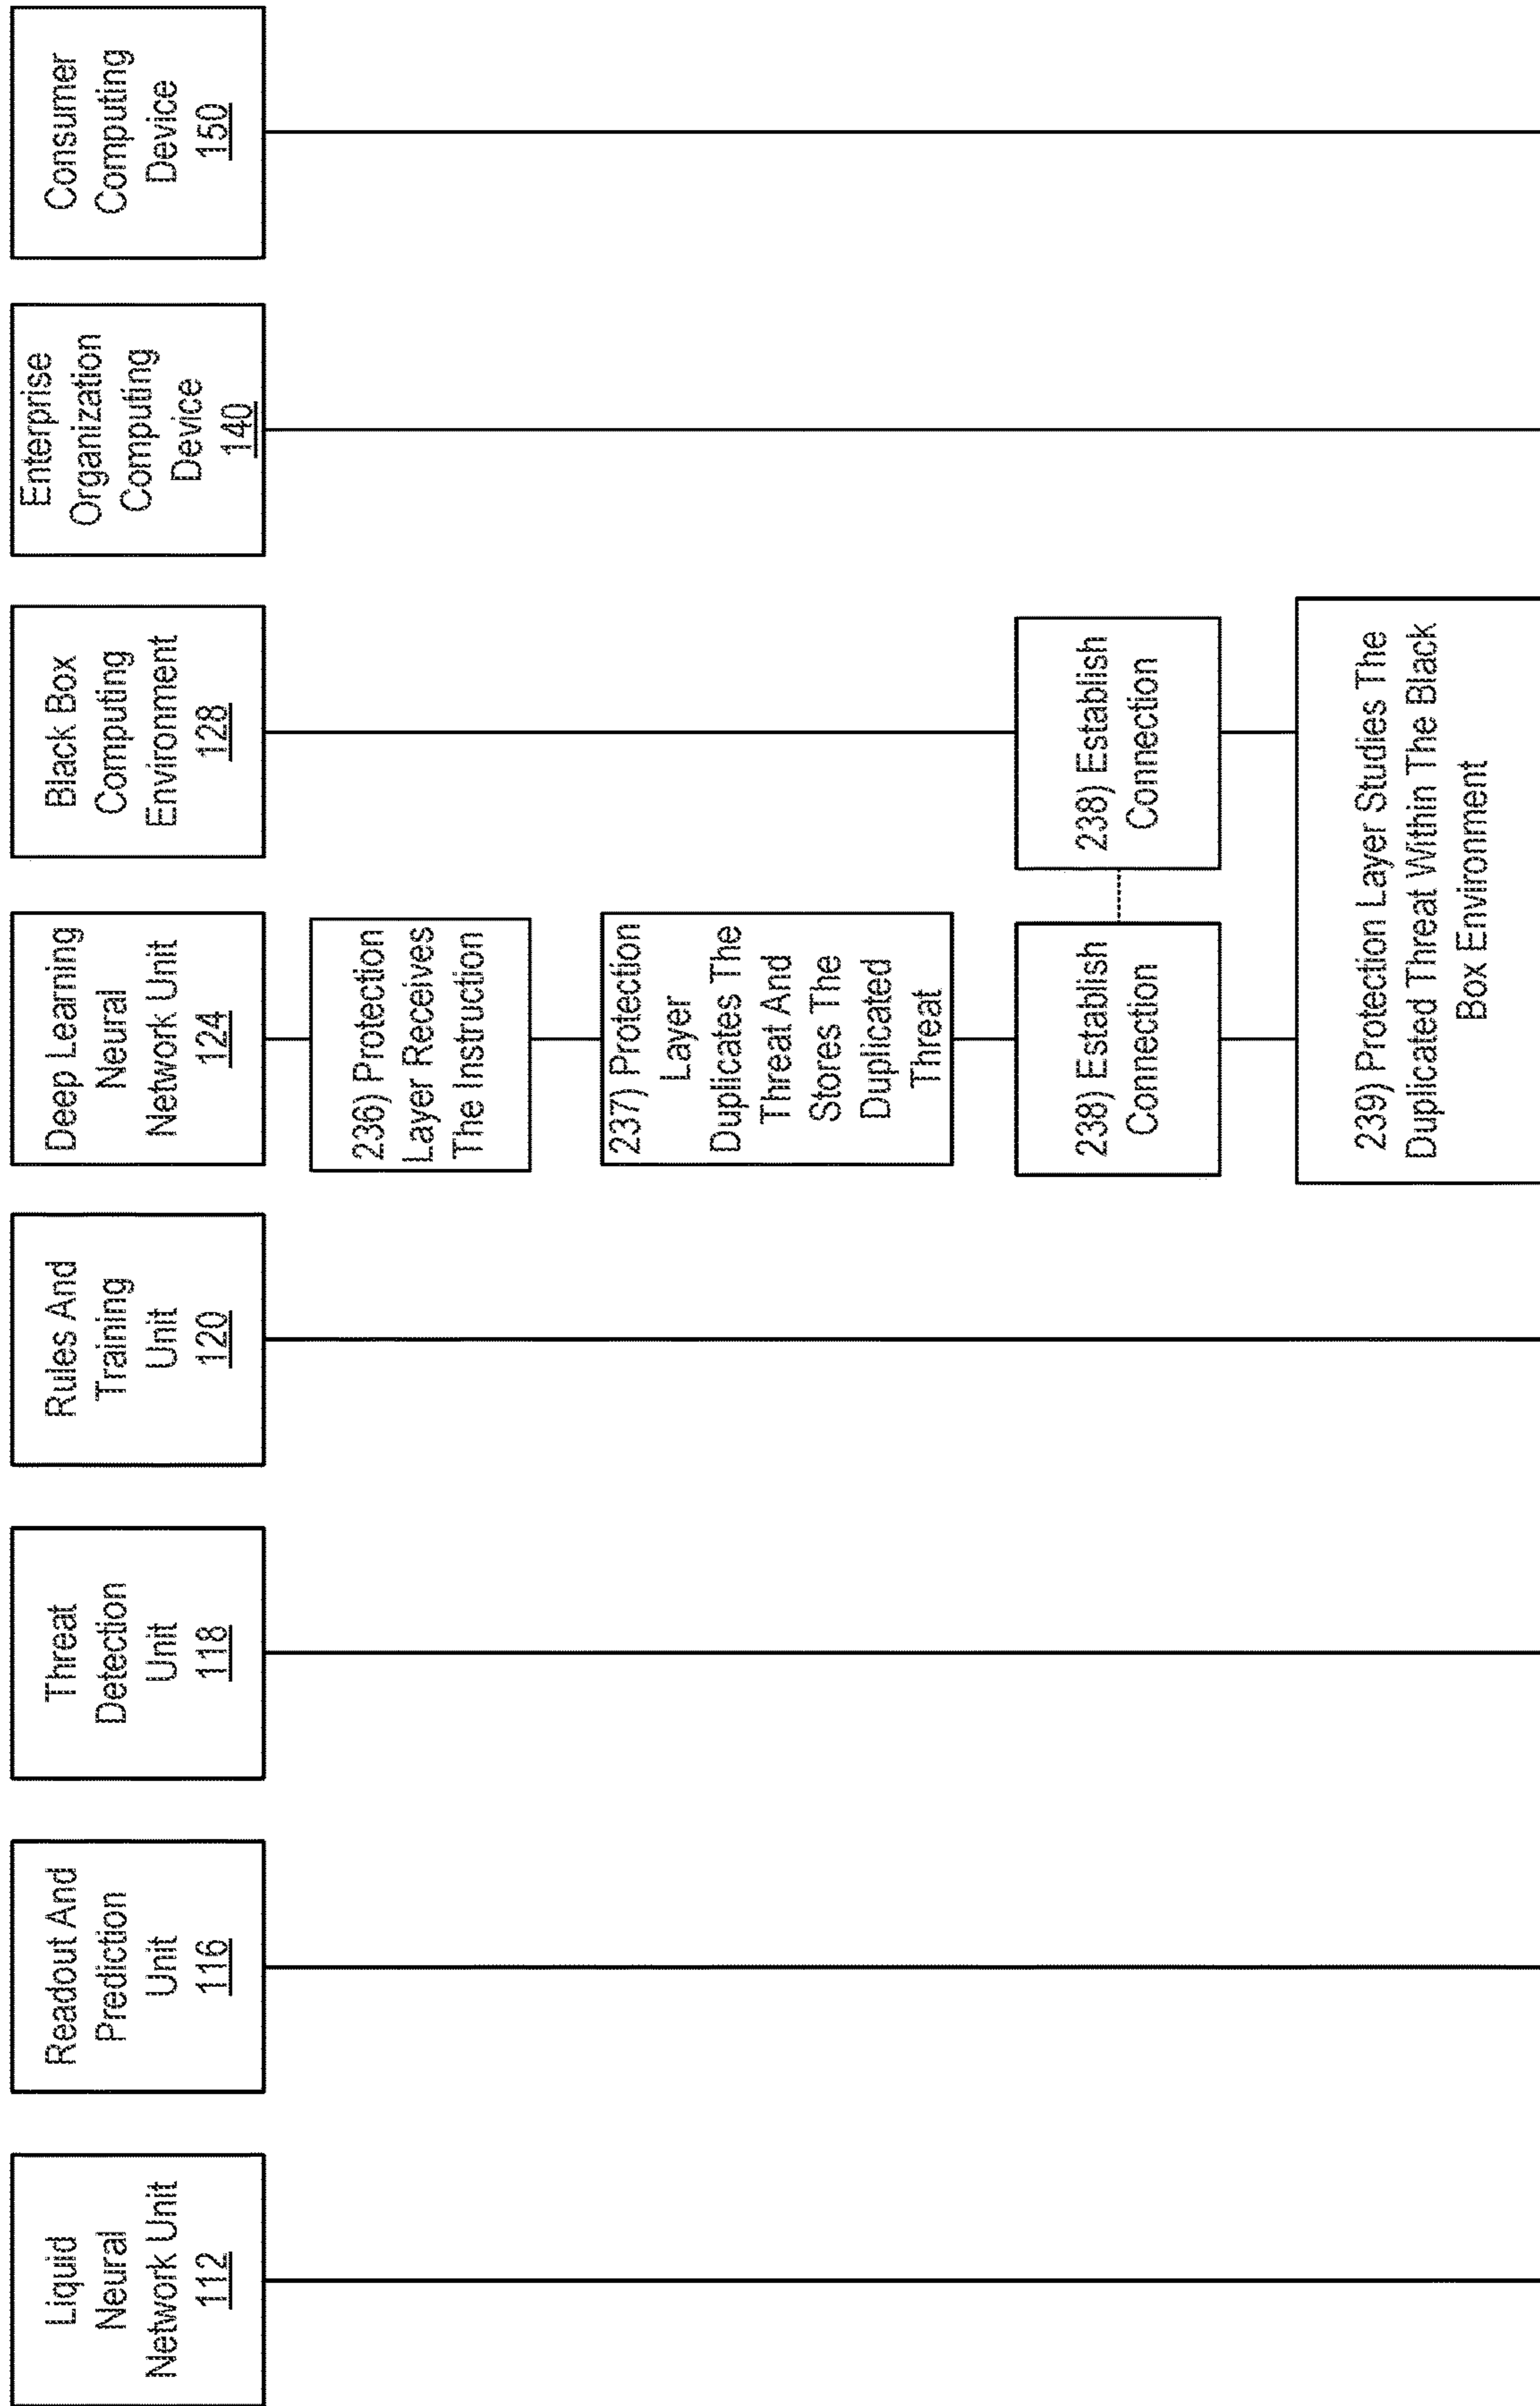 Liquid
Neural
Network Unit
112
Readout And
Prediction
Unit
116
Threat
Detection
Unit
118
Rules And
Training
Unit
120
Deep Learning
Neural
Network Unit
124
Black Box
Computing
Environment
128
Enterprise
Organization
Computing
Device
140
Consumer
Computing
Device
150
236) Protection
Layer Receives
The Instruction
237) Protection
Layer
Duplicates The
Threat And
Stores The
Duplicated
Threat
238) Establish
Connection
238) Establish
Connection
239) Protection Layer Studies The
Duplicated Threat Within The Black
Box Environment